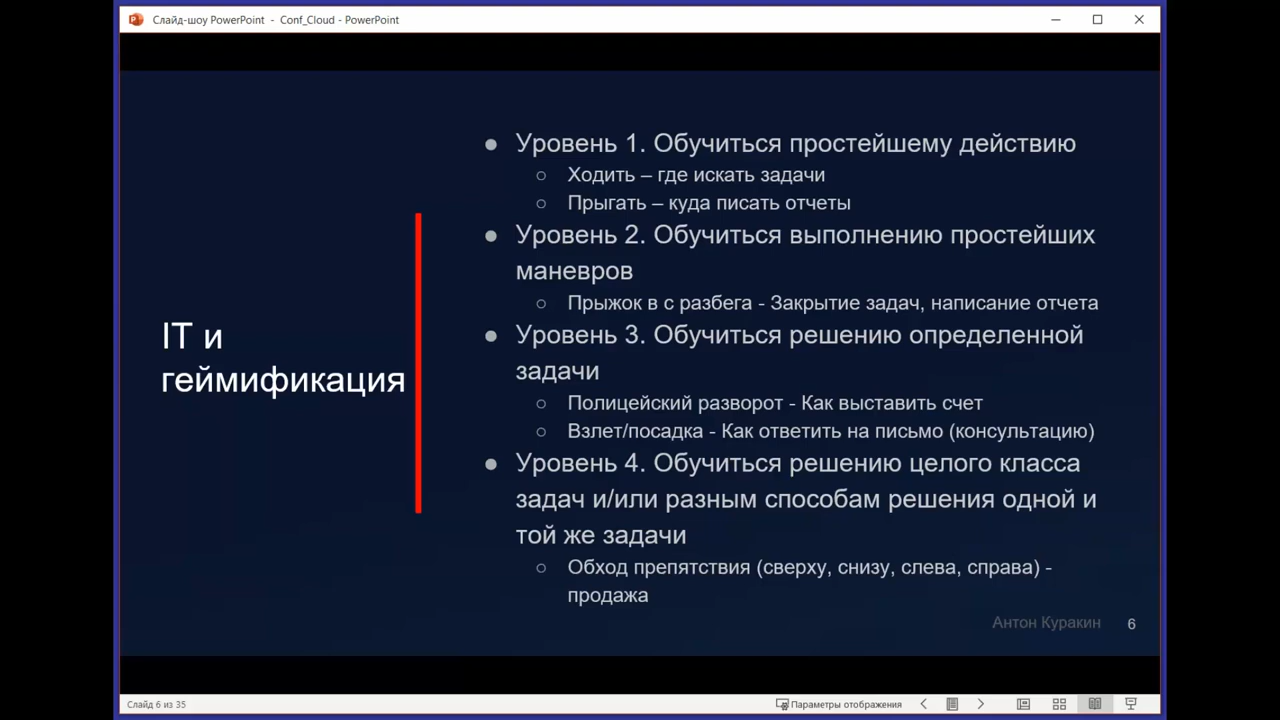 Слайд-шоу PowerPoint - Conf_Cloud - PowerPoint
IT и
геймификация
● Уровень 1. Обучиться простейшему действию
○ Ходить – где искать задачи
○ Прыгать – куда писать отчеты
● Уровень 2. Обучиться выполнению простейших
маневров
○ Прыжок в с разбега - Закрытие задач, написание отчета
● Уровень 3. Обучиться решению определенной
задачи
○ Полицейский разворот - Как выставить счет
○ Взлет/посадка - Как ответить на письмо (консультацию)
● Уровень 4. Обучиться решению целого класса
задач и/или разным способам решения одной и
той же задачи
○ Обход препятствия (сверху, снизу, слева, справа) -
продажа
Антон Куракин 6
Слайд 6 из 35 Параметры отображения